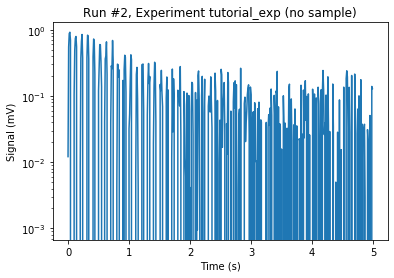 Run #2, Experiment tutorial_exp (no sample)
Signal (mV)
10⁰
10⁻¹
10⁻²
10⁻³
0 1 2 3 4 5
Time (s)